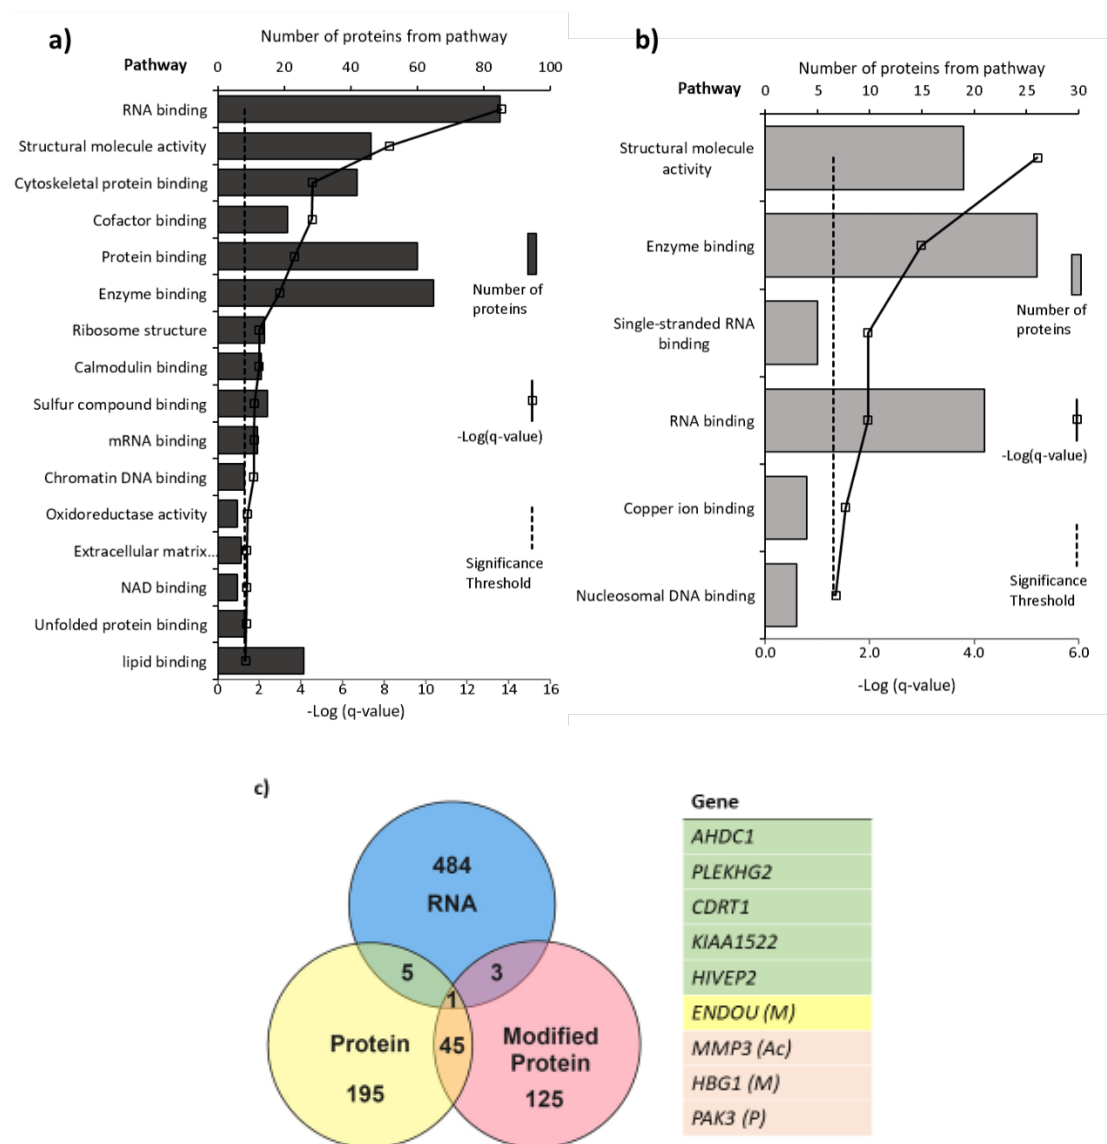 a)
Number of proteins from pathway
Pathway
0 20 40 60 80 100
RNA binding
Structural molecule activity
Cytoskeletal protein binding
Cofactor binding
Protein binding
Enzyme binding
Ribosome structure
Calmodulin binding
Sulfur compound binding
mRNA binding
Chromatin DNA binding
Oxidoreductase activity
Extracellular matrix...
NAD binding
Unfolded protein binding
lipid binding
Number of
proteins
-Log(q-value)
Significance
Threshold
0 2 4 6 8 10 12 14 16
-Log (q-value)
b)
Number of proteins from pathway
Pathway
0 5 10 15 20 25 30
Structural molecule
activity
Enzyme binding
Single-stranded RNA
binding
RNA binding
Copper ion binding
Nucleosomal DNA binding
Number of
proteins
-Log(q-value)
Significance
Threshold
0.0 2.0 4.0 6.0
-Log (q-value)
c)
484
RNA
5
3
1
45
Protein
195
Modified
Protein
125
Gene
AHDC1
PLEKHG2
CDRT1
KIAA1522
HIVEP2
ENDOU (M)
MMP3 (Ac)
HBG1 (M)
PAK3 (P)